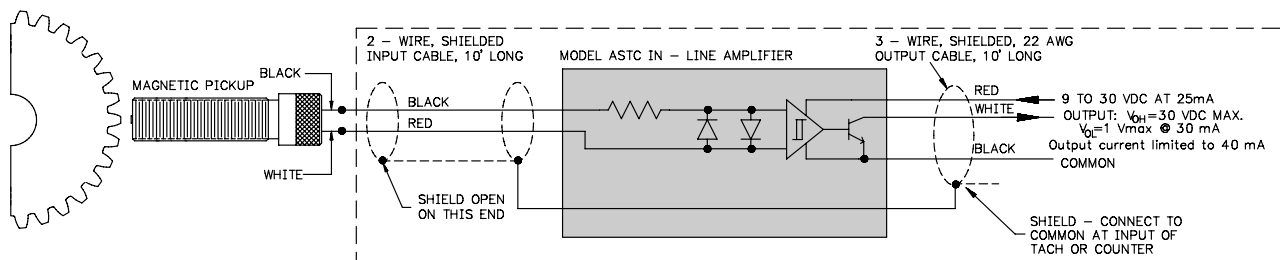 2 – WIRE, SHIELDED
INPUT CABLE, 10' LONG
MODEL ASTC IN – LINE AMPLIFIER
3 – WIRE, SHIELDED, 22 AWG
OUTPUT CABLE, 10' LONG
MAGNETIC PICKUP
BLACK
BLACK
RED
WHITE
RED
WHITE
BLACK
9 TO 30 VDC AT 25mA
OUTPUT: VOH=30 VDC MAX.
VOL=1 Vmax @ 30 mA
Output current limited to 40 mA
COMMON
SHIELD OPEN
ON THIS END
SHIELD – CONNECT TO
COMMON AT INPUT OF
TACH OR COUNTER